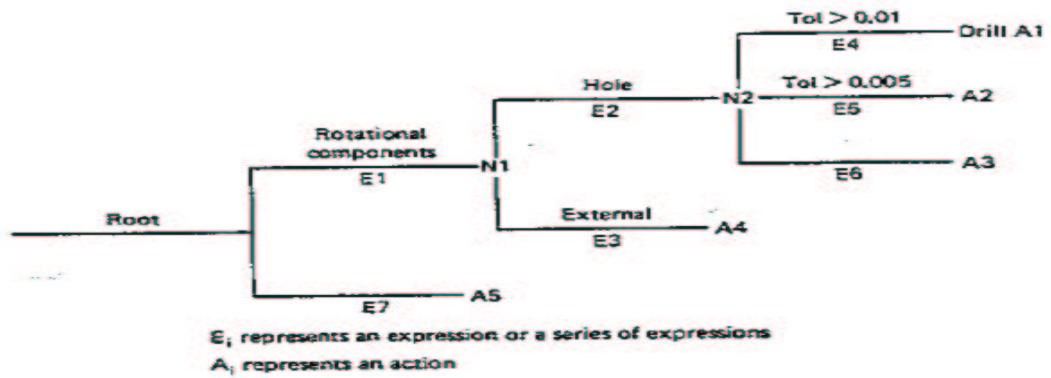 Tol > 0.01
Drill A1
E4
Hole
Tol > 0.005
N2
A2
E2
E5
Rotational
components
N1
A3
E1
E6
External
Root
A4
E3
A5
E7
Ei represents an expression or a series of expressions
Ai represents an action